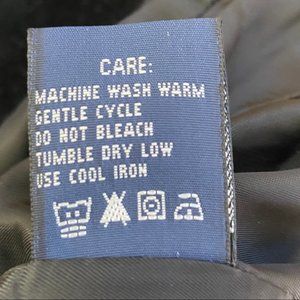 CARE:
MACHINE WASH WARM
GENTLE CYCLE
DO NOT BLEACH
TUMBLE DRY LOW
USE COOL IRON